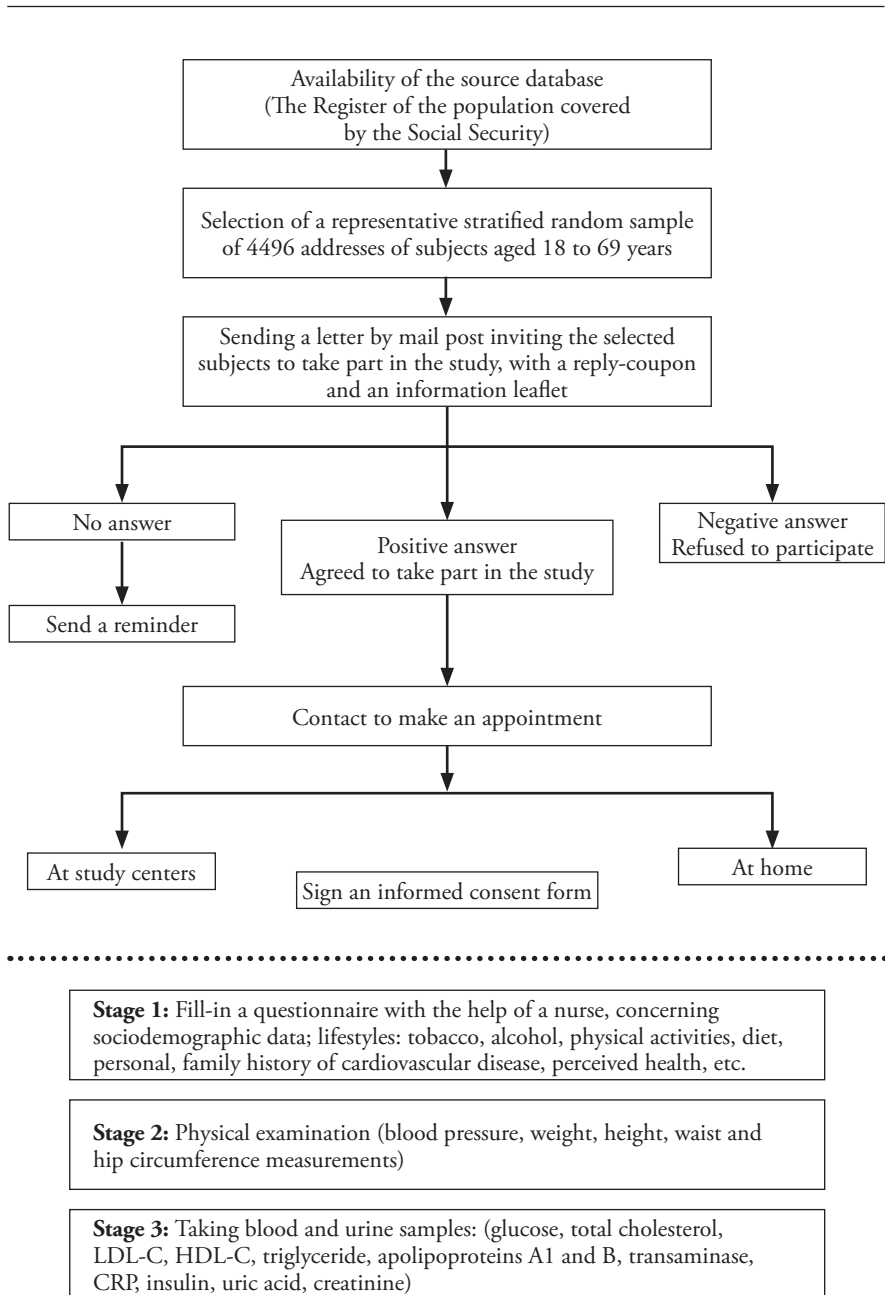 Availability of the source database
(The Register of the population covered
by the Social Security)
Selection of a representative stratified random sample
of 4496 addresses of subjects aged 18 to 69 years
Sending a letter by mail post inviting the selected
subjects to take part in the study, with a reply-coupon
and an information leaflet
No answer
Send a reminder
Positive answer
Agreed to take part in the study
Negative answer
Refused to participate
Contact to make an appointment
At study centers
Sign an informed consent form
At home
Stage 1: Fill-in a questionnaire with the help of a nurse, concerning
sociodemographic data; lifestyles: tobacco, alcohol, physical activities, diet,
personal, family history of cardiovascular disease, perceived health, etc.
Stage 2: Physical examination (blood pressure, weight, height, waist and
hip circumference measurements)
Stage 3: Taking blood and urine samples: (glucose, total cholesterol,
LDL-C, HDL-C, triglyceride, apolipoproteins A1 and B, transaminase,
CRP, insulin, uric acid, creatinine)